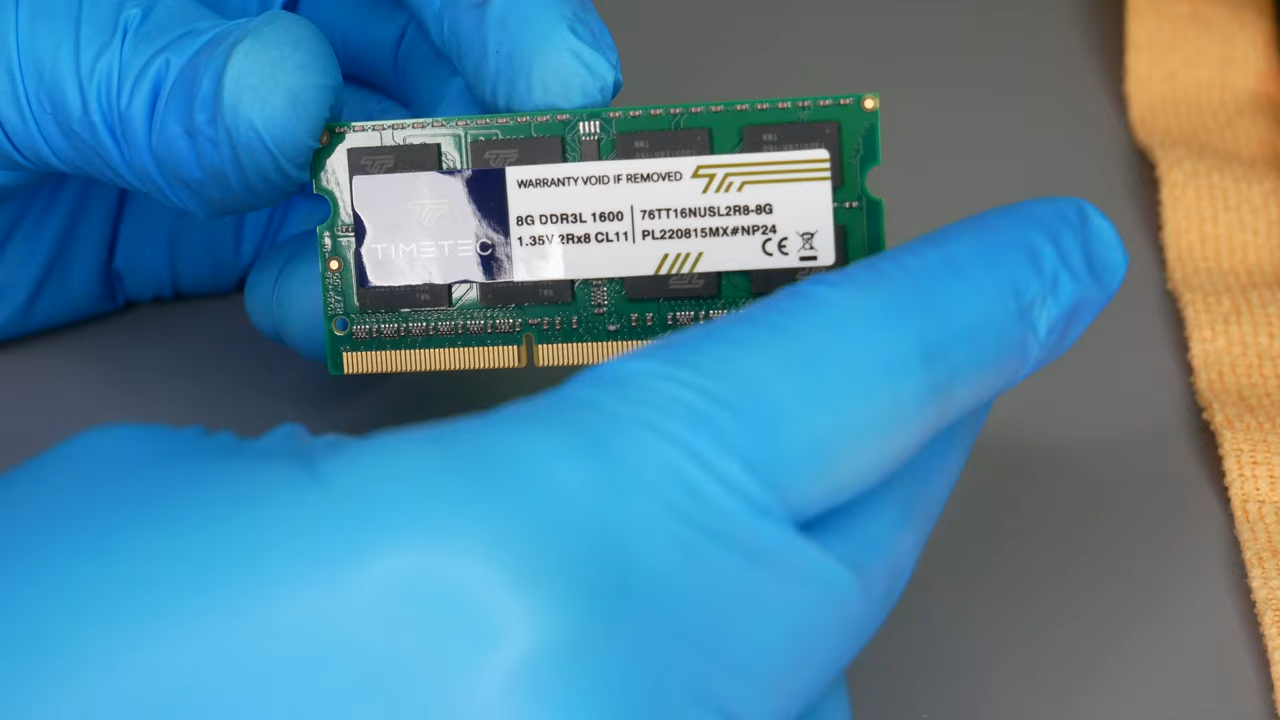 WARRANTY VOID IF REMOVED
TIMETEC
8G DDR3L 1600
1.35V 2Rx8 CL11
76TT16NUSL2R8-8G
PL220815MX#NP24
CE